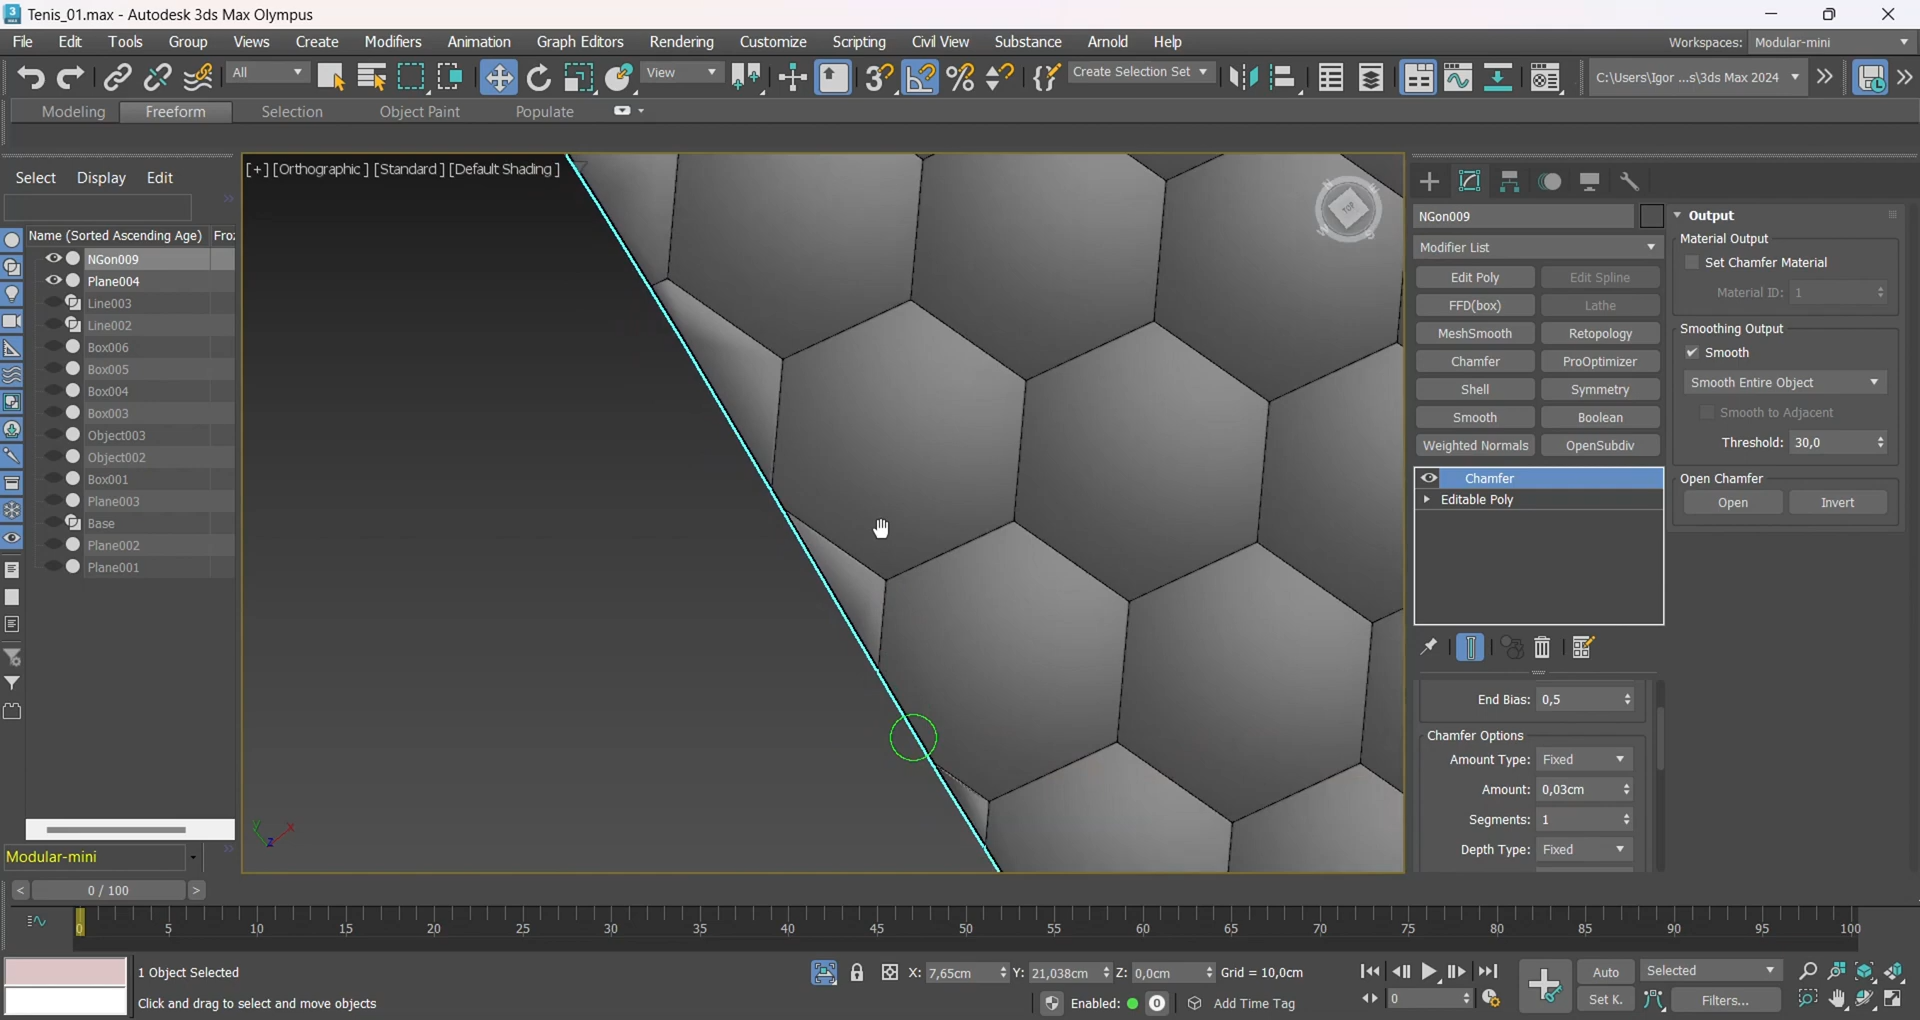 Tenis_01.max - Autodesk 3ds Max Olympus
File Edit Tools Group Views Create Modifiers Animation Graph Editors Rendering Customize Scripting Civil View Substance Arnold Help Workspaces: Modular-mini
All View Create Selection Set C:\Users\Igor ...s\3ds Max 2024
Modeling Freeform Selection Object Paint Populate
[+] [Orthographic ] [Standard ] [Default Shading ]
Select Display Edit
Name (Sorted Ascending Age) Fro
NGon009
Plane004
Line003
Line002
Box006
Box005
Box004
Box003
Object003
Object002
Box001
Plane003
Base
Plane002
Plane001
Modular-mini
TOP
NGon009
Modifier List
Edit Poly Edit Spline
FFD(box) Lathe
MeshSmooth Retopology
Chamfer ProOptimizer
Shell Symmetry
Smooth Boolean
Weighted Normals OpenSubdiv
Chamfer
Editable Poly
End Bias: 0,5
Chamfer Options
Amount Type: Fixed
Amount: 0,03cm
Segments: 1
Depth Type: Fixed
Output
Material Output
Set Chamfer Material
Material ID: 1
Smoothing Output
Smooth
Smooth Entire Object
Smooth to Adjacent
Threshold: 30,0
Open Chamfer
Open Invert
0 / 100
0 5 10 15 20 25 30 35 40 45 50 55 60 65 70 75 80 85 90 95 100
1 Object Selected
Click and drag to select and move objects
X: 7,65cm Y: 21,038cm Z: 0,0cm Grid = 10,0cm
Enabled: 0 Add Time Tag
0
Auto Selected
Set K. Filters...